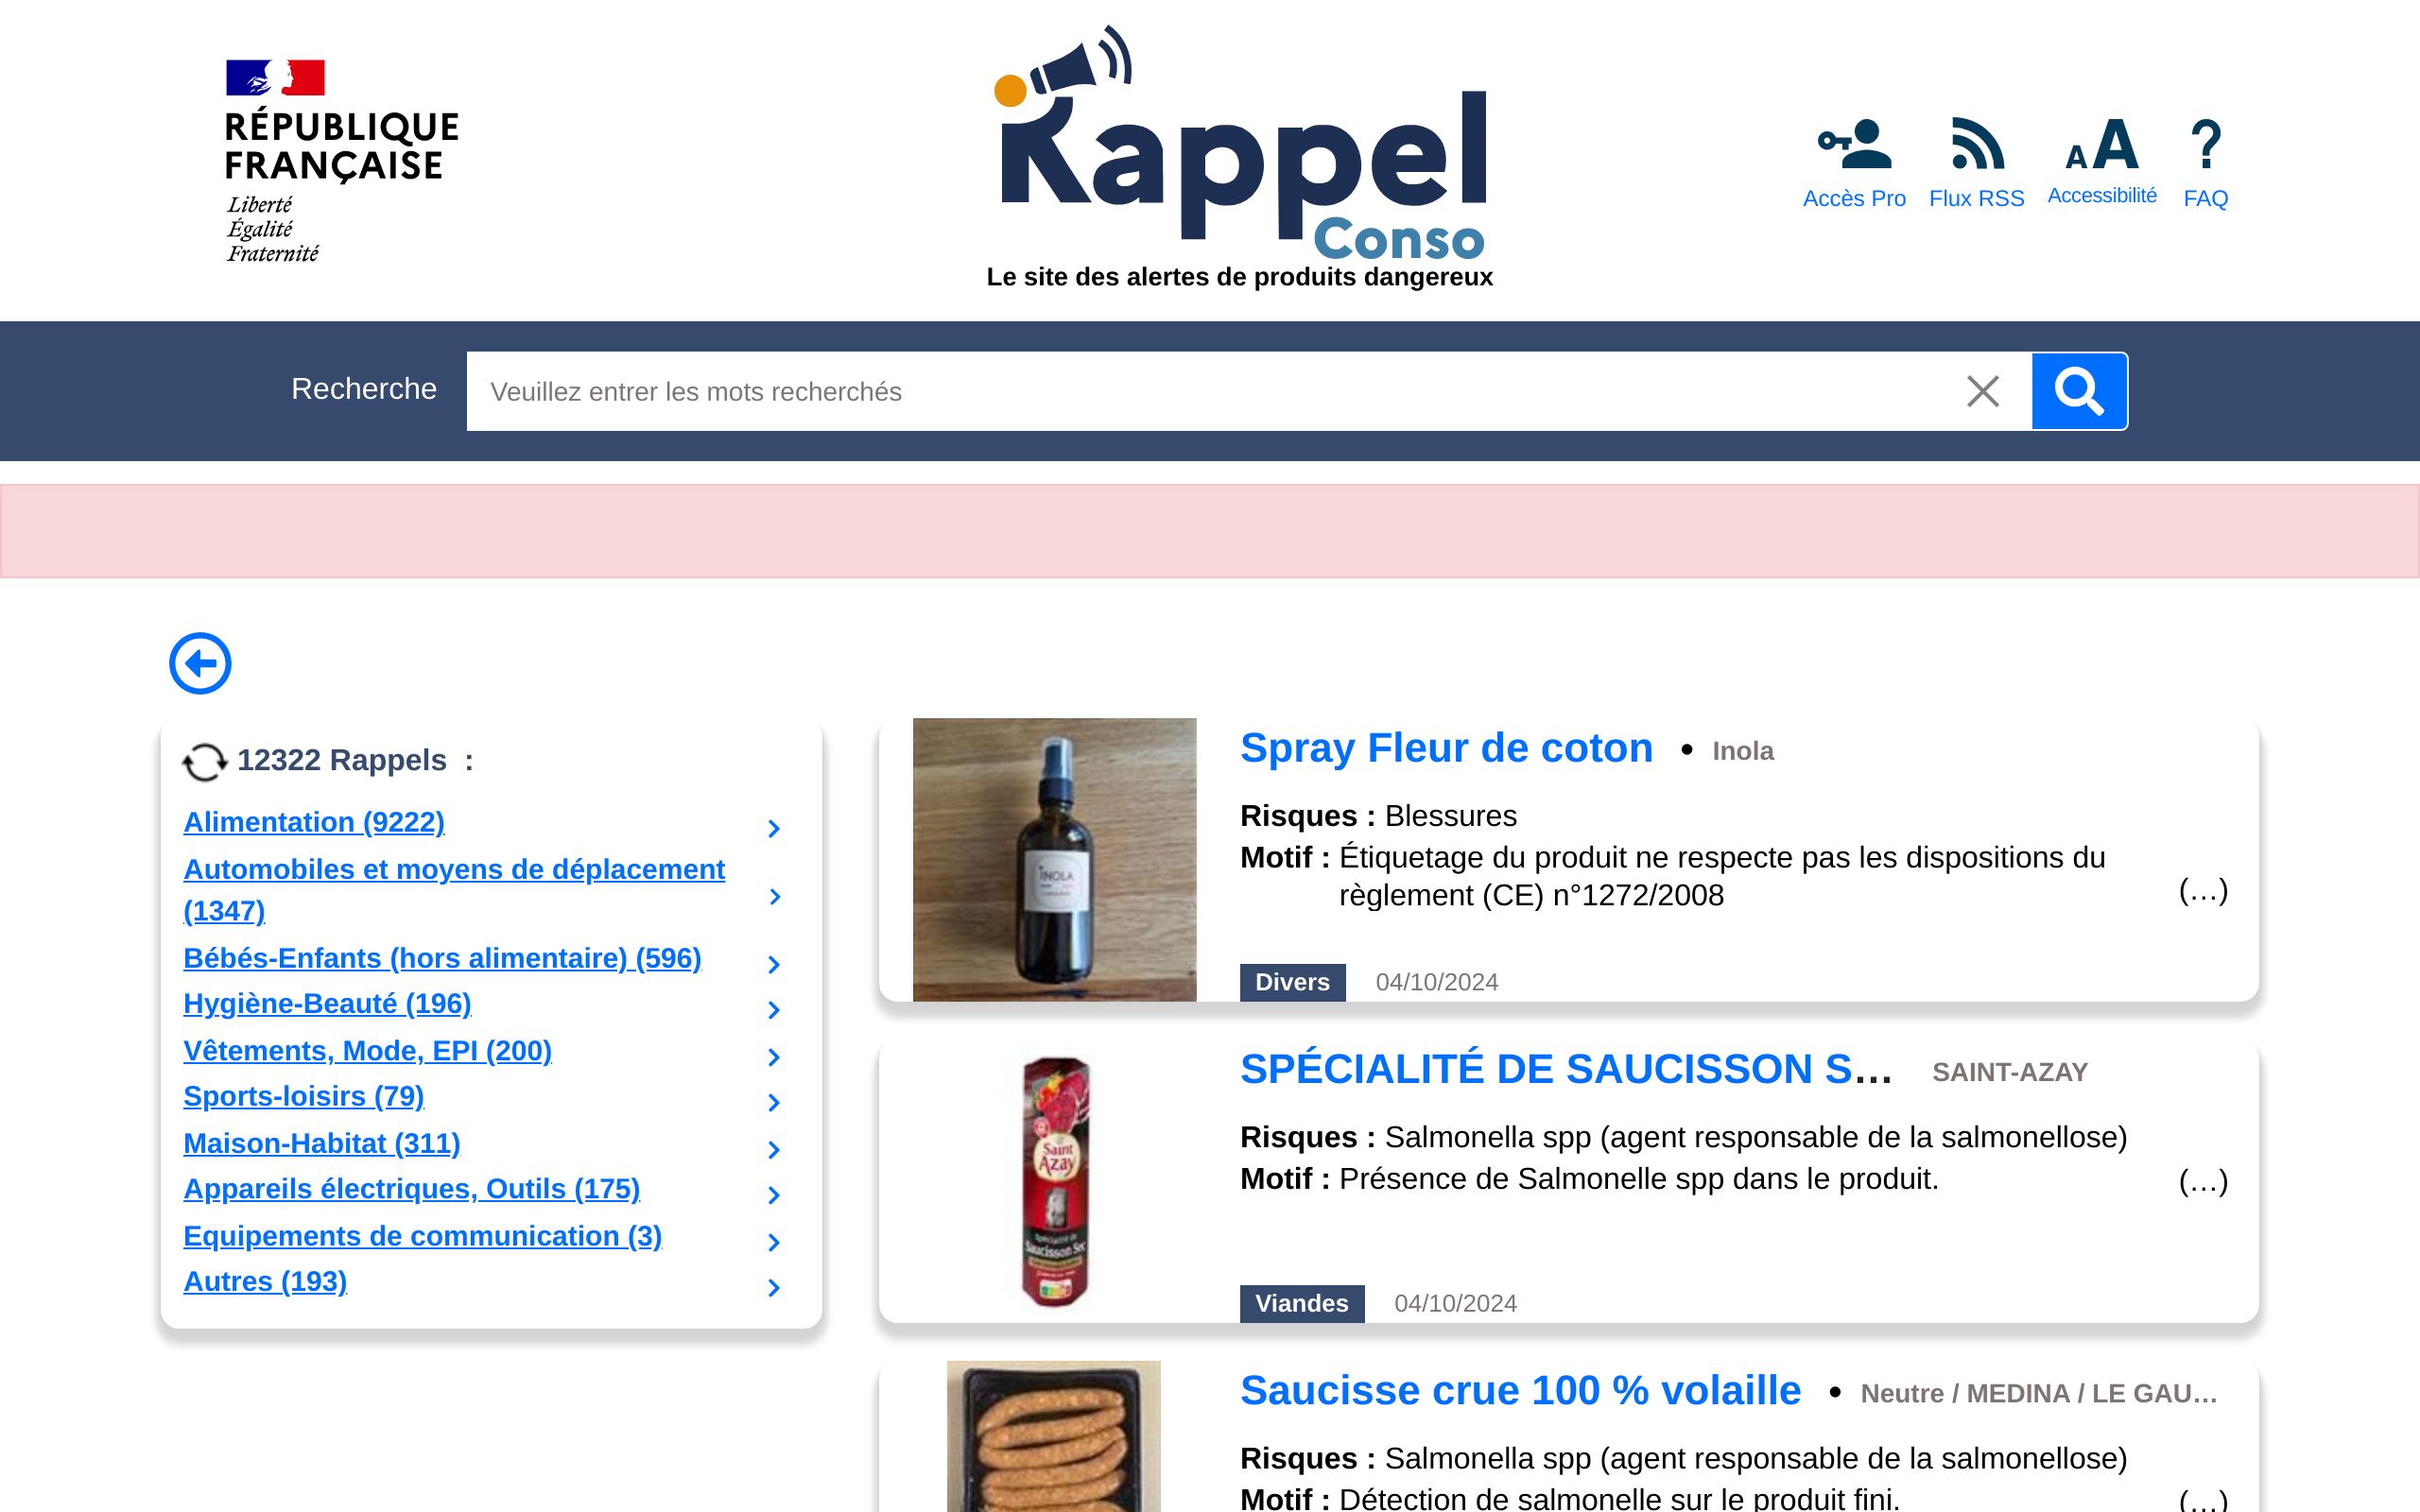 RÉPUBLIQUE
FRANÇAISE
Liberté
Égalité
Fraternité
Rappel
Conso
Le site des alertes de produits dangereux
Accès Pro
Flux RSS
AA
Accessibilité
?
FAQ
Recherche
Veuillez entrer les mots recherchés
12322 Rappels :
Alimentation (9222)
Automobiles et moyens de déplacement
(1347)
Bébés-Enfants (hors alimentaire) (596)
Hygiène-Beauté (196)
Vêtements, Mode, EPI (200)
Sports-loisirs (79)
Maison-Habitat (311)
Appareils électriques, Outils (175)
Equipements de communication (3)
Autres (193)
INOLA
Spray Fleur de coton • Inola
Risques : Blessures
Motif : Étiquetage du produit ne respecte pas les dispositions du
règlement (CE) n°1272/2008
(…)
Divers 04/10/2024
Saint
Azay
Saucisson Sec
SPÉCIALITÉ DE SAUCISSON S… SAINT-AZAY
Risques : Salmonella spp (agent responsable de la salmonellose)
Motif : Présence de Salmonelle spp dans le produit.
(…)
Viandes 04/10/2024
Saucisse crue 100 % volaille • Neutre / MEDINA / LE GAU…
Risques : Salmonella spp (agent responsable de la salmonellose)
Motif : Détection de salmonelle sur le produit fini.
(…)